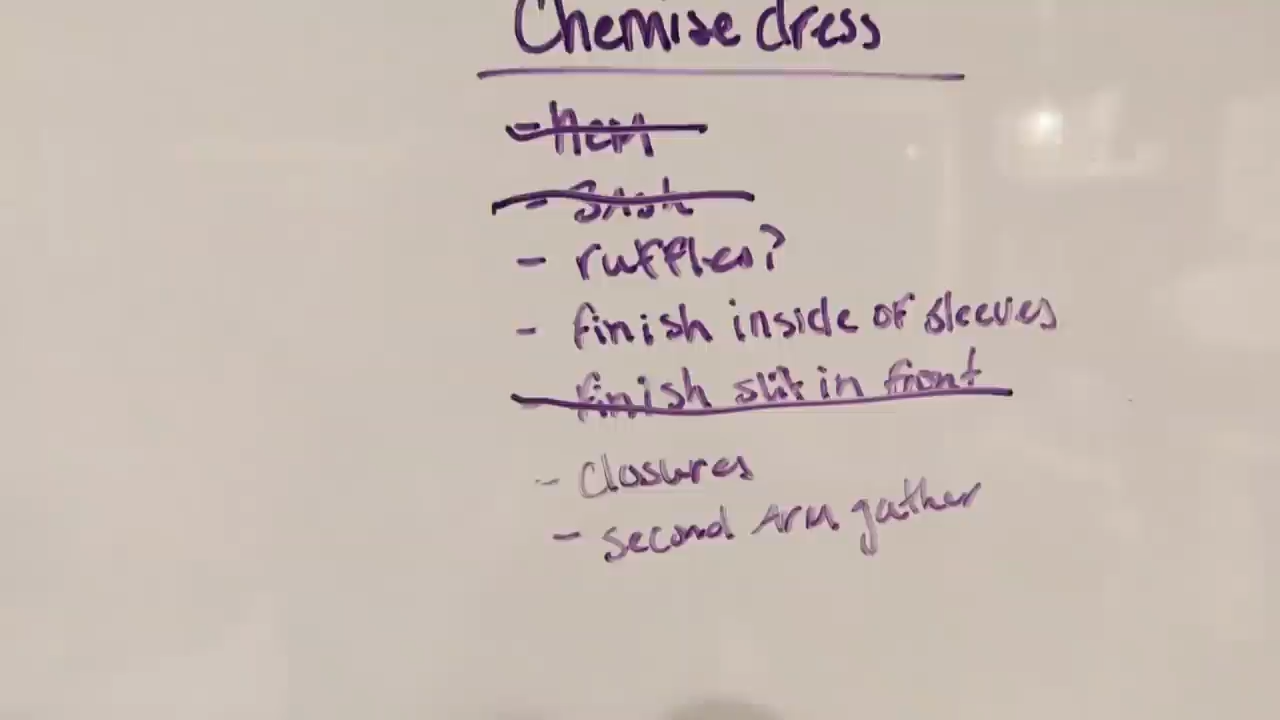 Chemise dress
- Hem
- Sash
- ruffles?
- finish inside of sleeves
- finish slit in front
- closures
- second arm gather